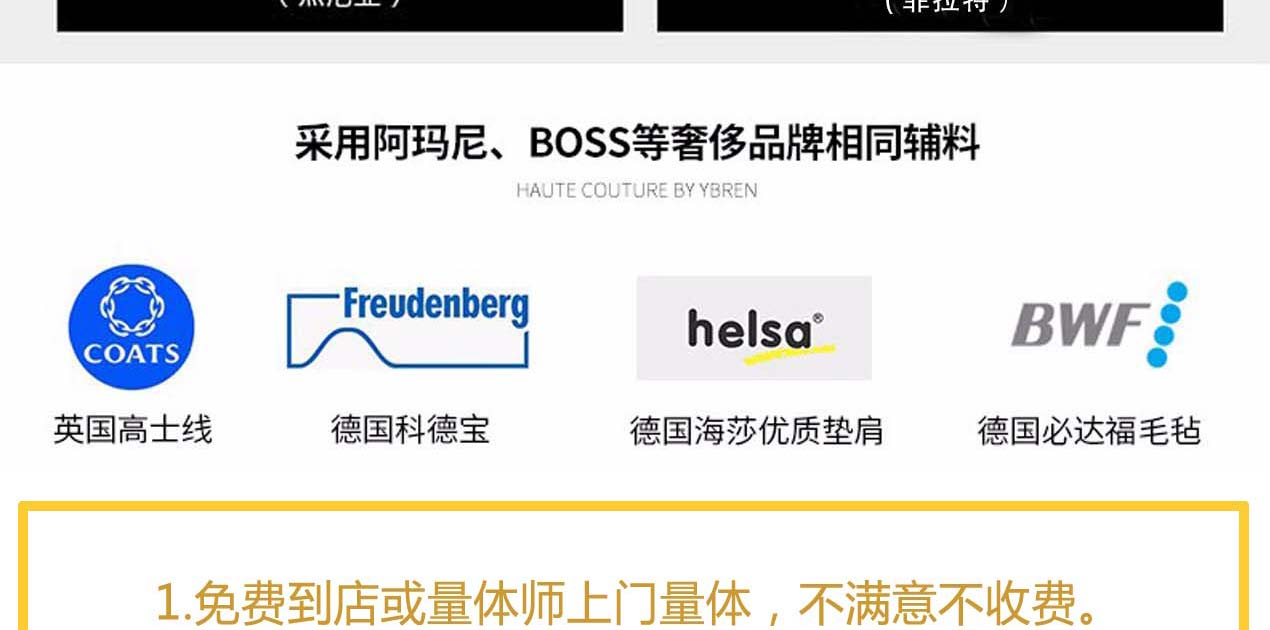 （菲拉特）
采用阿玛尼、BOSS等奢侈品牌相同辅料
HAUTE COUTURE BY YBREN
COATS
Freudenberg
helsa®
BWF
英国高士线
德国科德宝
德国海莎优质垫肩
德国必达福毛毡
1.免费到店或量体师上门量体，不满意不收费。